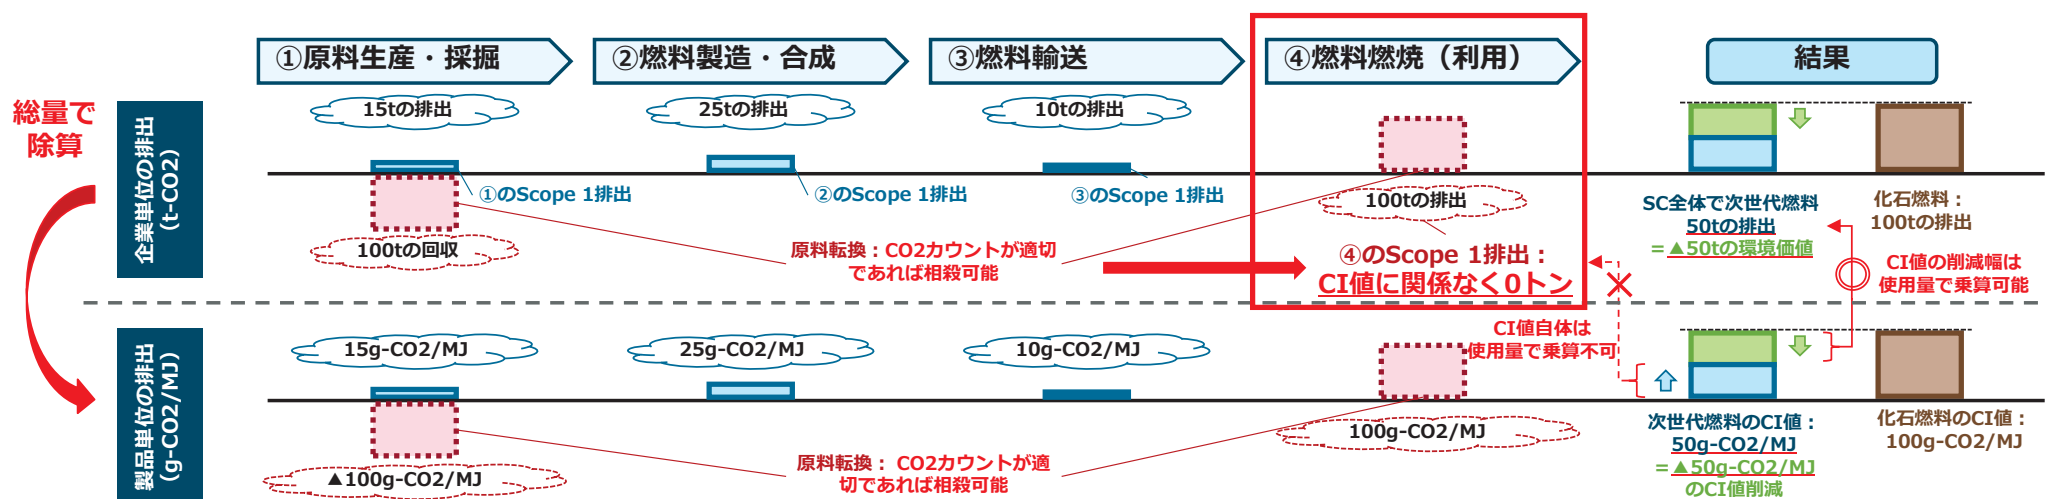 ①原料生産・採掘
②燃料製造・合成
③燃料輸送
④燃料燃焼（利用）
結果
総量で
除算
企業単位の排出
(t-CO2)
15tの排出
25tの排出
10tの排出
①のScope 1排出
②のScope 1排出
③のScope 1排出
100tの回収
100tの排出
原料転換：CO2カウントが適切
であれば相殺可能
④のScope 1排出：
CI値に関係なく0トン
SC全体で次世代燃料
50tの排出
＝▲50tの環境価値
化石燃料：
100tの排出
CI値の削減幅は
使用量で乗算可能
CI値自体は
使用量で乗算不可
製品単位の排出
(g-CO2/MJ)
15g-CO2/MJ
25g-CO2/MJ
10g-CO2/MJ
▲100g-CO2/MJ
100g-CO2/MJ
原料転換： CO2カウントが適
切であれば相殺可能
次世代燃料のCI値：
50g-CO2/MJ
＝▲50g-CO2/MJ
のCI値削減
化石燃料のCI値：
100g-CO2/MJ